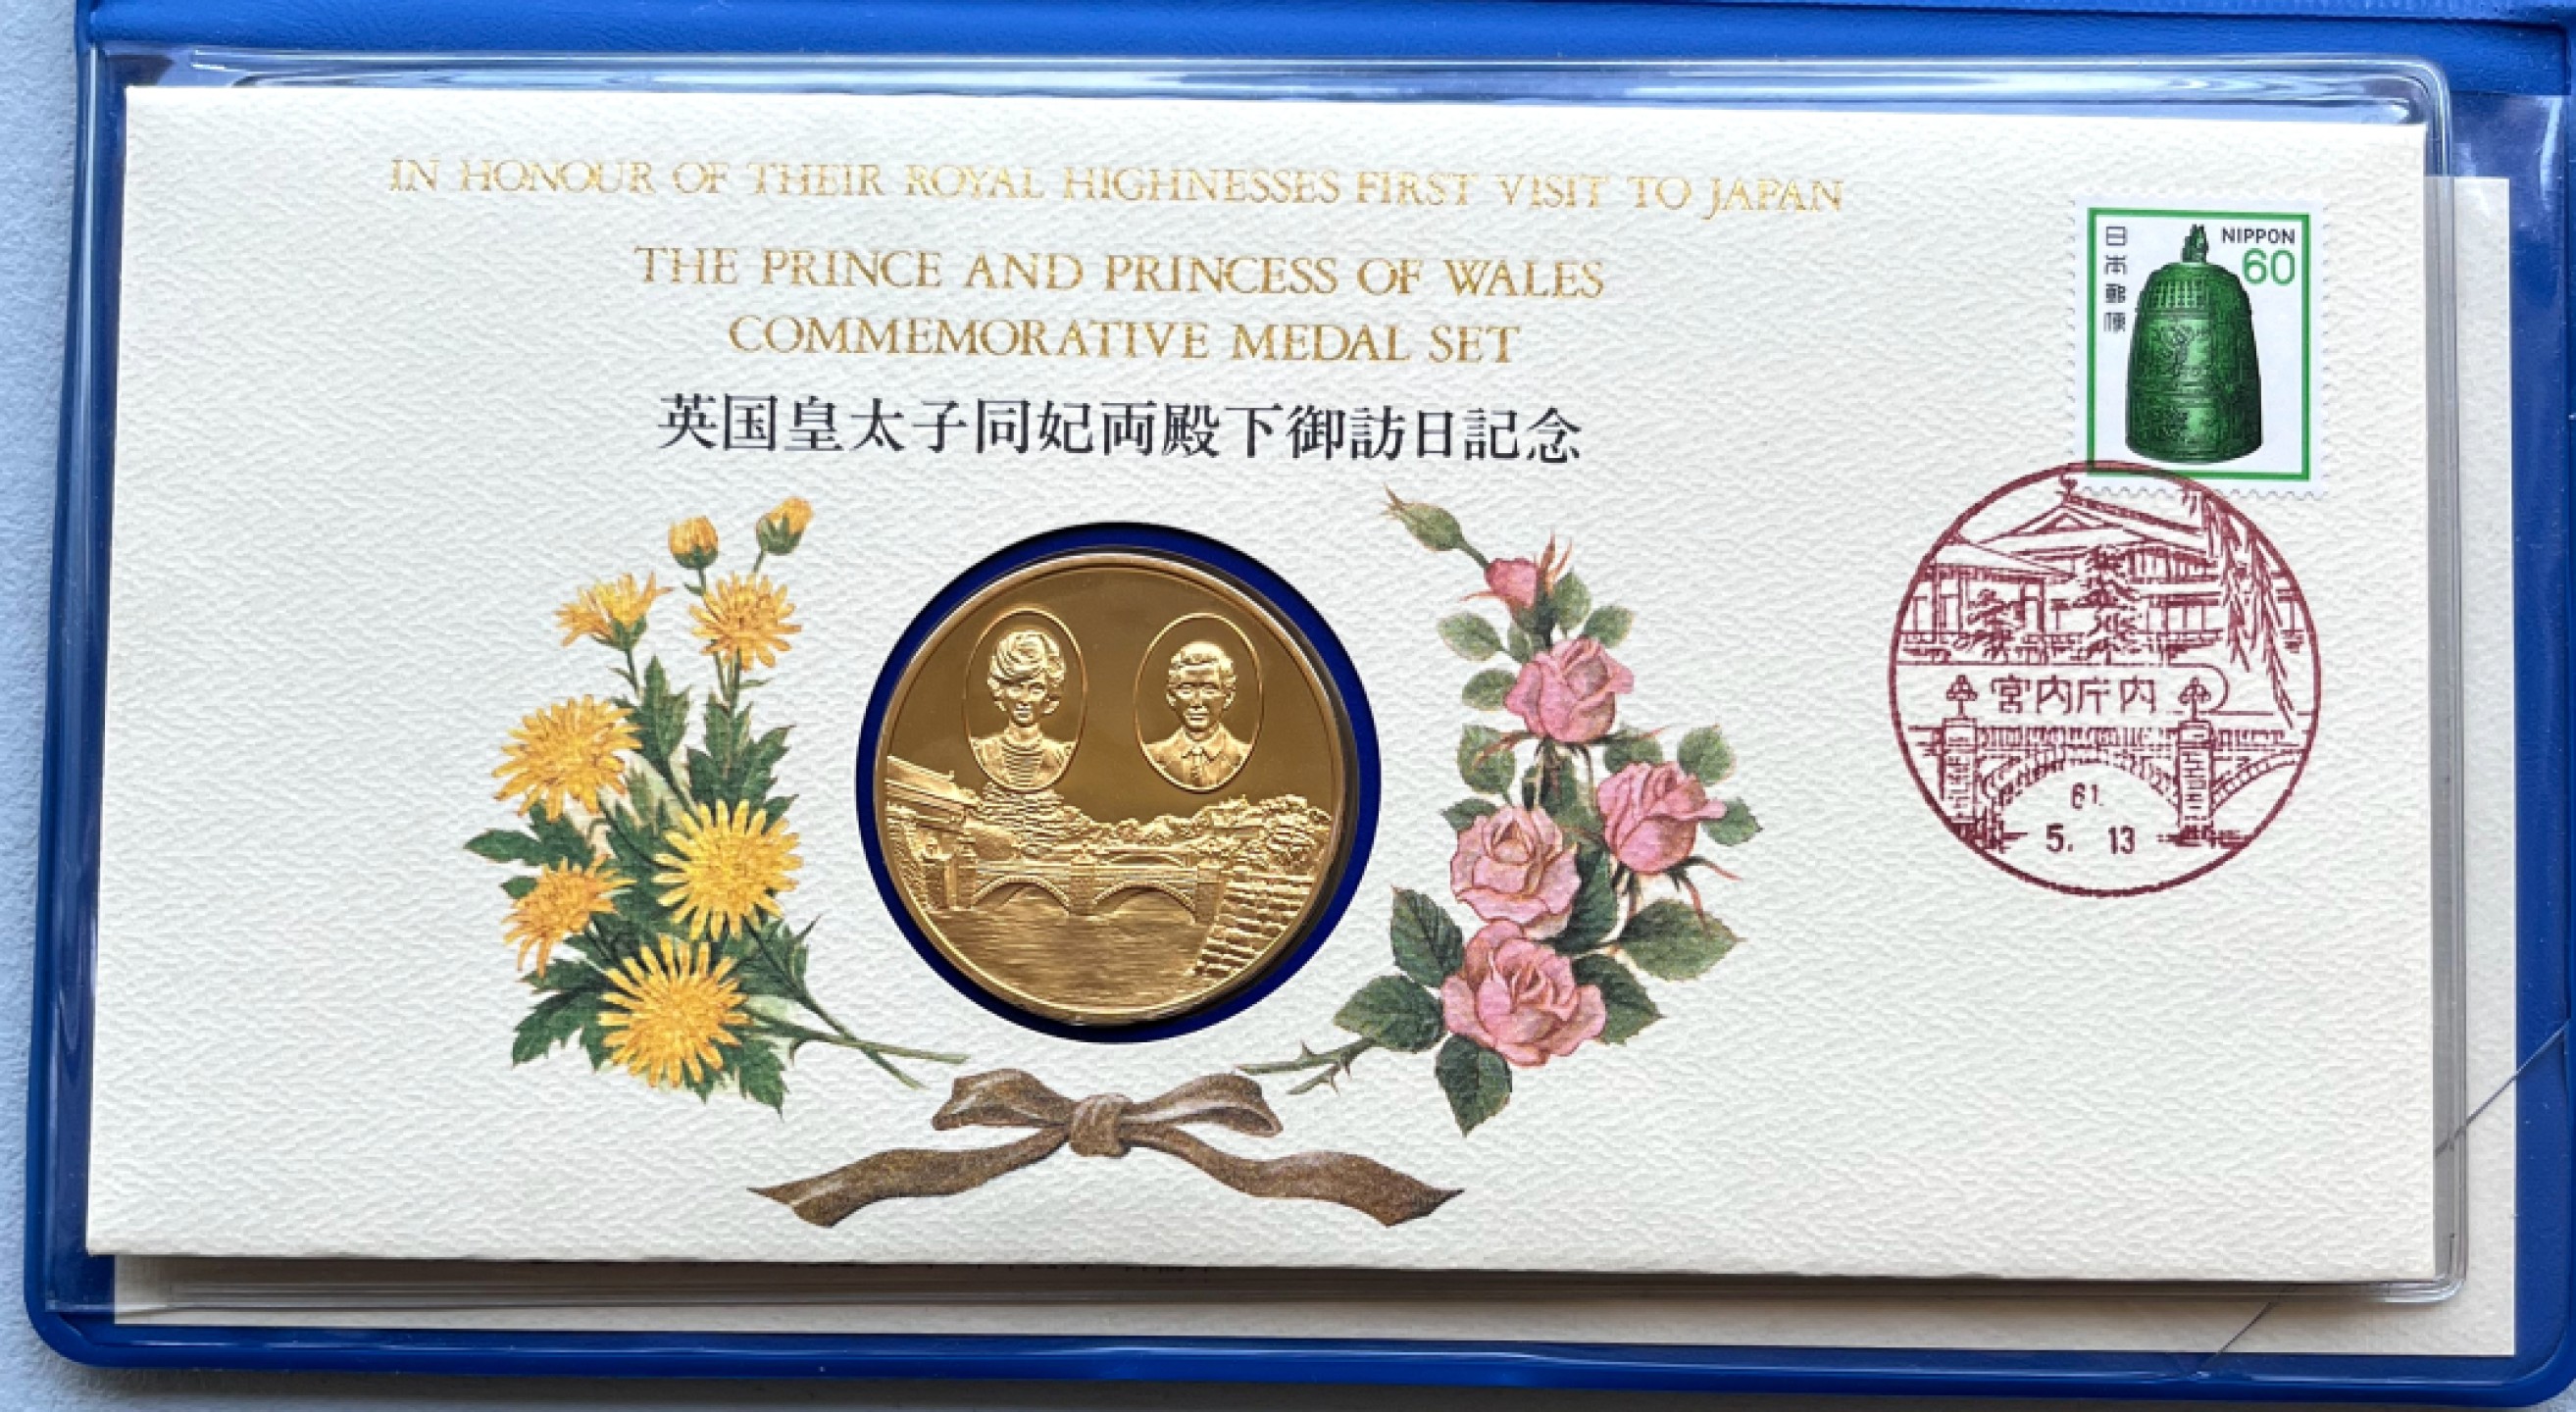 IN HONOUR OF THEIR ROYAL HIGHNESSES FIRST VISIT TO JAPAN
THE PRINCE AND PRINCESS OF WALES
COMMEMORATIVE MEDAL SET
英国皇太子同妃両殿下御訪日記念
日本郵便
NIPPON
60
宮内庁内
61.
5. 13